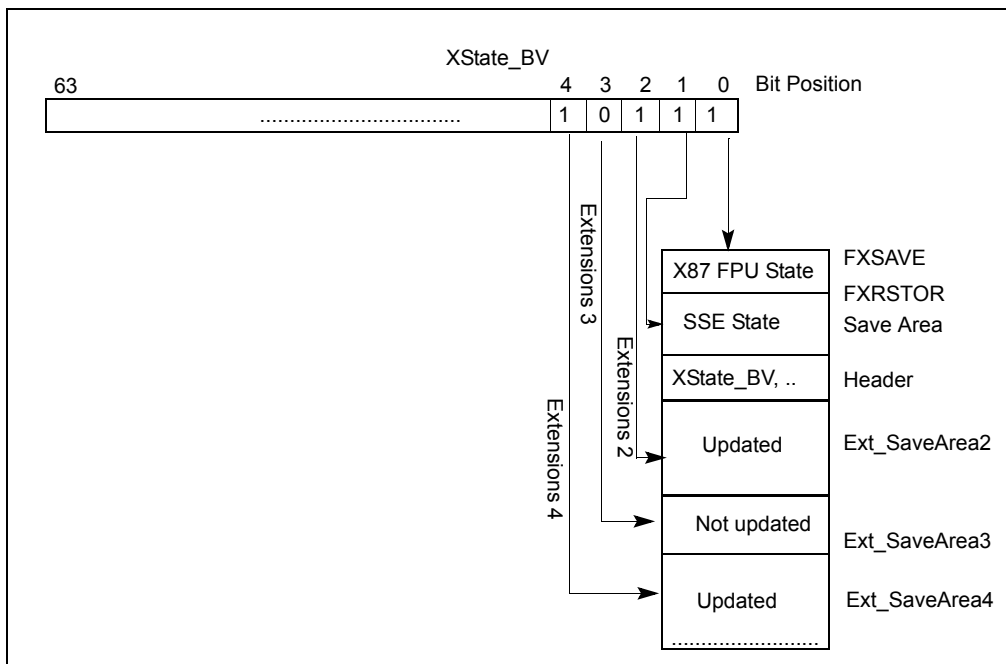 XState_BV
63
4 3 2 1 0 Bit Position
.................................. 1 0 1 1 1
Extensions 3
Extensions 2
Extensions 4
X87 FPU State
FXSAVE
FXRSTOR
SSE State
Save Area
XState_BV, ..
Header
Updated
Ext_SaveArea2
Not updated
Ext_SaveArea3
Updated
Ext_SaveArea4
.........................